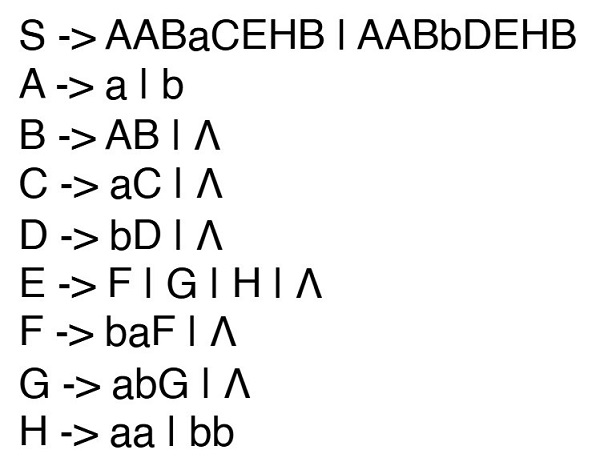 S -> AABaCEHB | AABbDEHB
A -> a | b
B -> AB | Λ
C -> aC | Λ
D -> bD | Λ
E -> F | G | H | Λ
F -> baF | Λ
G -> abG | Λ
H -> aa | bb